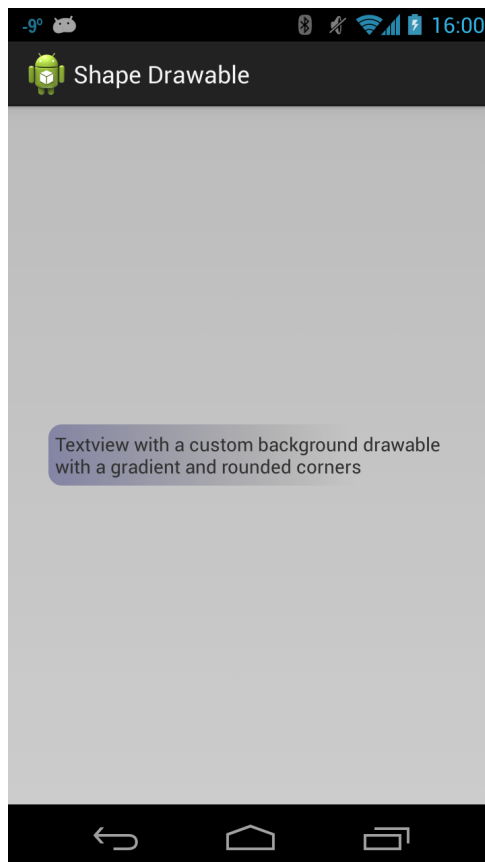 -9° 16:00
Shape Drawable
Textview with a custom background drawable
with a gradient and rounded corners